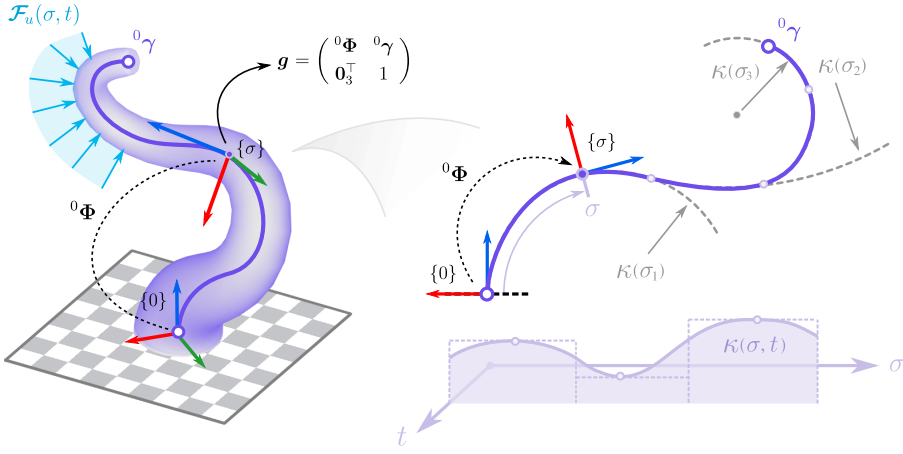 𝓕ᵤ(σ, t)
⁰γ
g = ( ⁰Φ ⁰γ
0₃ᵀ 1 )
{σ}
⁰Φ
{0}
⁰γ
κ(σ₃)
κ(σ₂)
{σ}
⁰Φ
σ
κ(σ₁)
{0}
κ(σ, t)
σ
t